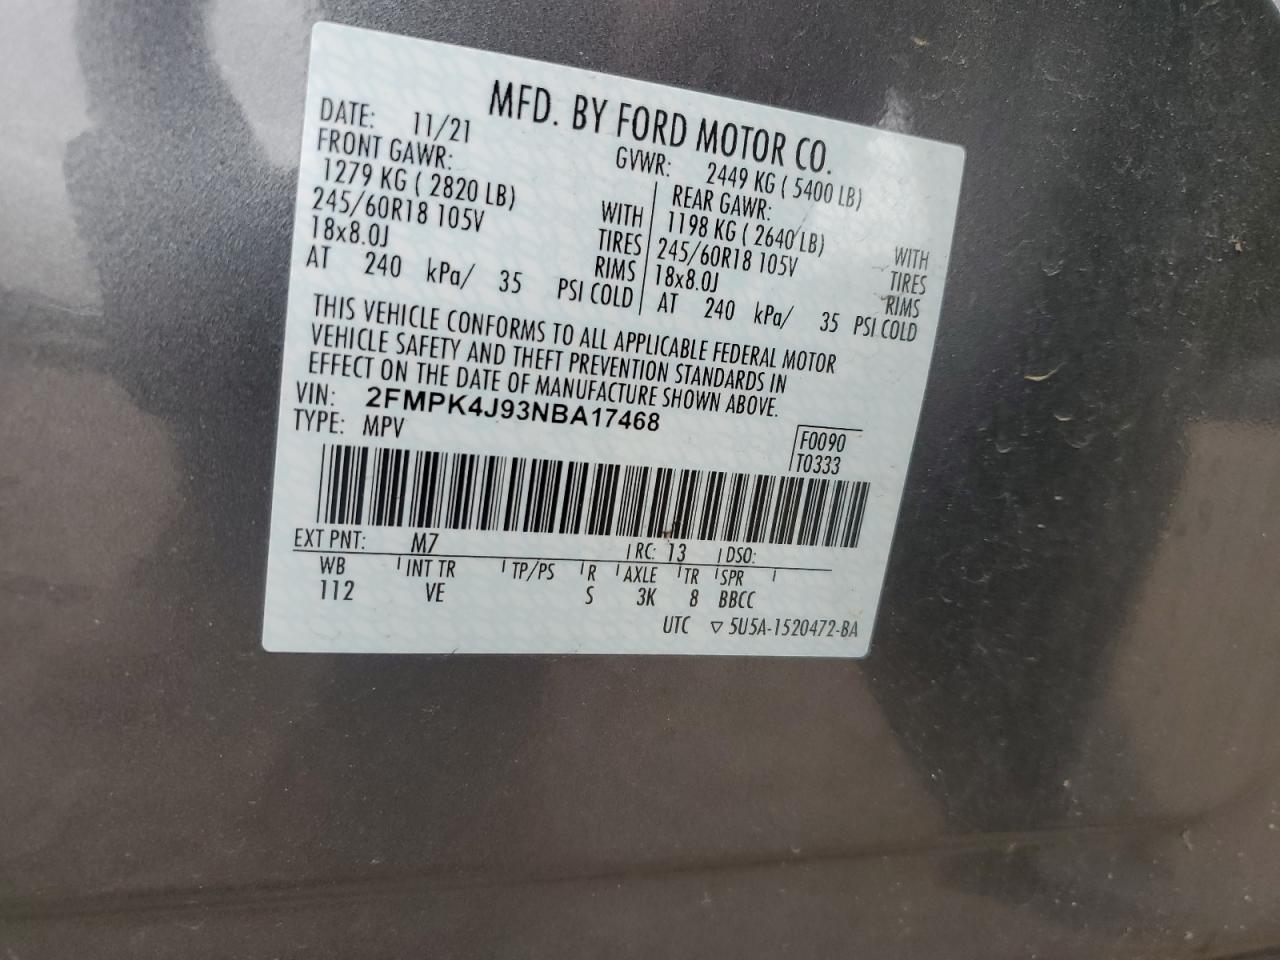 MFD. BY FORD MOTOR CO.
DATE: 11/21 GVWR: 2449 KG ( 5400 LB)
FRONT GAWR: REAR GAWR:
1279 KG ( 2820 LB) WITH 1198 KG ( 2640 LB) WITH
245/60R18 105V TIRES 245/60R18 105V TIRES
18x8.0J RIMS 18x8.0J RIMS
AT 240 kPa/ 35 PSI COLD AT 240 kPa/ 35 PSI COLD
THIS VEHICLE CONFORMS TO ALL APPLICABLE FEDERAL MOTOR
VEHICLE SAFETY AND THEFT PREVENTION STANDARDS IN
EFFECT ON THE DATE OF MANUFACTURE SHOWN ABOVE.
VIN: 2FMPK4J93NBA17468
TYPE: MPV
F0090
T0333
EXT PNT: M7 RC: 13 DSO:
WB INT TR TP/PS R AXLE TR SPR
112 VE S 3K 8 BBCC
UTC ▽ 5U5A-1520472-BA